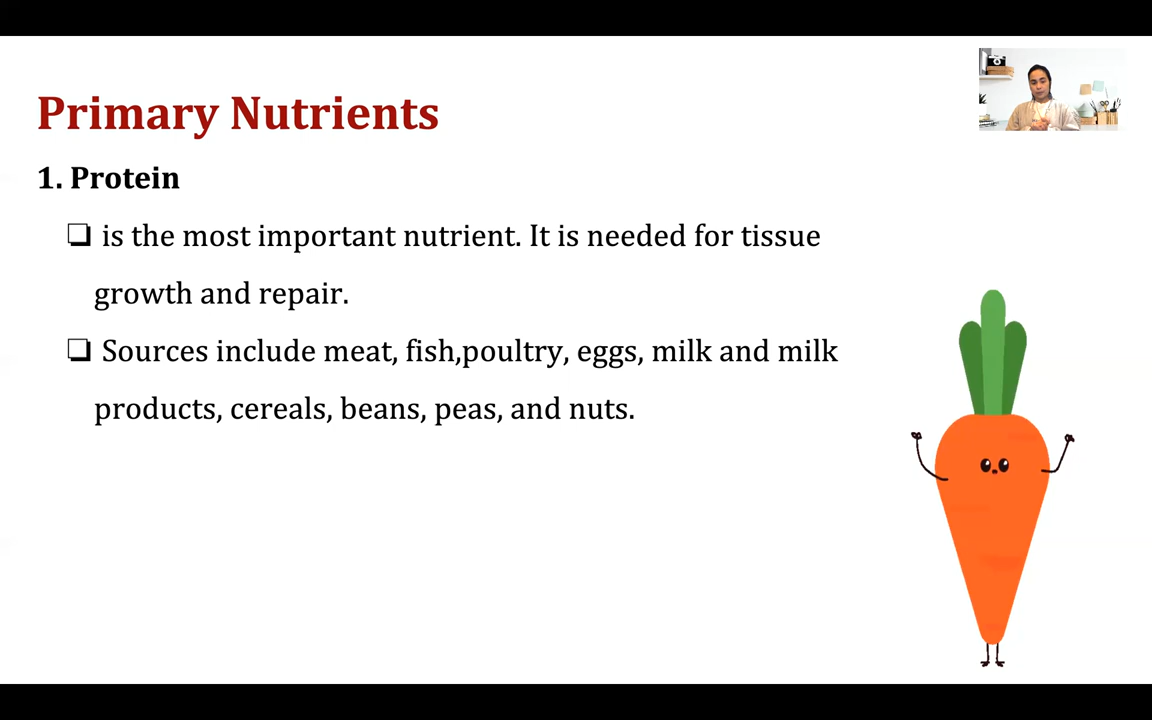 Primary Nutrients
1. Protein
❏ is the most important nutrient. It is needed for tissue
growth and repair.
❏ Sources include meat, fish,poultry, eggs, milk and milk
products, cereals, beans, peas, and nuts.